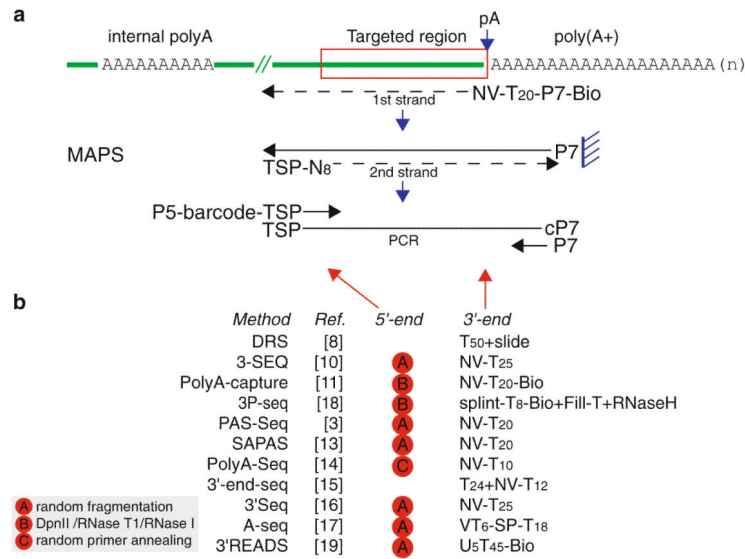 a
pA
internal polyA
Targeted region
poly(A+)
AAAAAAAAAA
//
AAAAAAAAAAAAAAAAAAA (n)
1st strand
NV-T20-P7-Bio
MAPS
P7
TSP-N8
2nd strand
P5-barcode-TSP
TSP
PCR
cP7
P7
b
Method Ref. 5'-end 3'-end
DRS [8] T50+slide
3-SEQ [10] A NV-T25
PolyA-capture [11] B NV-T20-Bio
3P-seq [18] B splint-T8-Bio+Fill-T+RNaseH
PAS-Seq [3] A NV-T20
SAPAS [13] A NV-T20
PolyA-Seq [14] C NV-T10
3'-end-seq [15] T24+NV-T12
3'Seq [16] A NV-T25
A-seq [17] A VT6-SP-T18
3'READS [19] A U5T45-Bio
A random fragmentation
B DpnII /RNase T1/RNase I
C random primer annealing